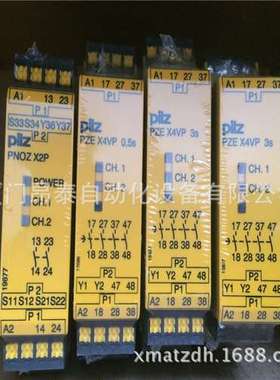 A1 13 23
P1
S33 S34 Y36 Y37
pilz
PNOZ X2P
POWER
CH. 1
CH. 2
13 23
14 24
P2
S11 S12 S21 S22
P1
A2 14 24
A1 17 27 37
P1
pilz
PZE X4VP 0,5s
CH. 1
CH. 2
17 27 37 47
18 28 38 48
P2
Y1 Y2 47 48
P1
A2 18 28 38
A1 17 27 37
P1
pilz
PZE X4VP 3s
CH. 1
CH. 2
17 27 37 47
18 28 38 48
P2
Y1 Y2 47 48
P1
A2 18 28 38
A1 17 27 37
P1
pilz
PZE X4VP 3s
CH. 1
CH. 2
17 27 37 47
18 28 38 48
P2
Y1 Y2 47 48
P1
A2 18 28 38
xmatzdh.1688.com